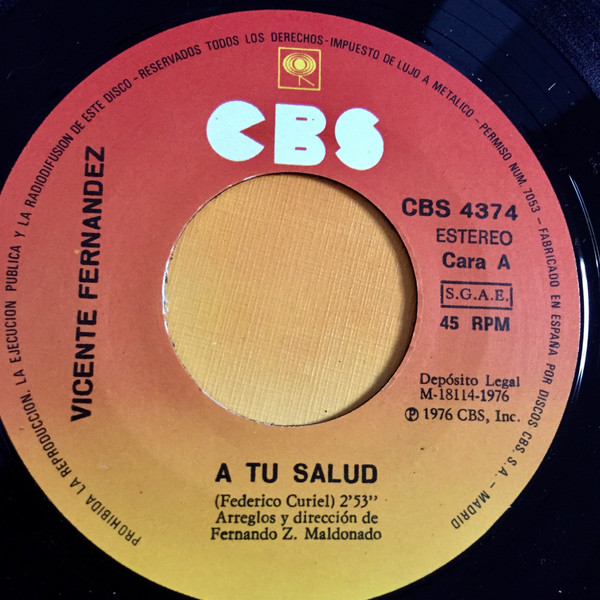 PROHIBIDA LA REPRODUCCION, LA EJECUCION PUBLICA Y LA RADIODIFUSION DE ESTE DISCO - RESERVADOS TODOS LOS DERECHOS - IMPUESTO DE LUJO A METALICO - PERMISO NUM. 7053 - FABRICADO EN ESPAÑA POR DISCOS CBS. S.A. - MADRID
CBS
VICENTE FERNANDEZ
CBS 4374
ESTEREO
Cara A
S.G.A.E.
45 RPM
Depósito Legal
M-18114-1976
Ⓟ 1976 CBS, Inc.
A TU SALUD
(Federico Curiel) 2'53''
Arreglos y dirección de
Fernando Z. Maldonado